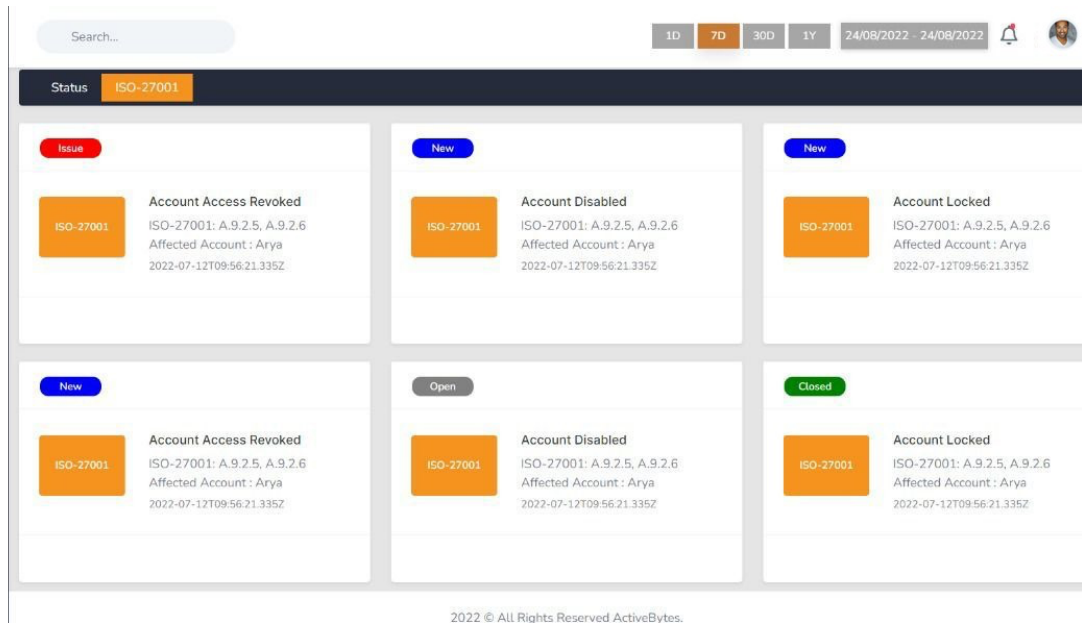 Search...
1D 7D 30D 1Y 24/08/2022 - 24/08/2022
Status ISO-27001
Issue
ISO-27001
Account Access Revoked
ISO-27001: A.9.2.5, A.9.2.6
Affected Account : Arya
2022-07-12T09:56:21.335Z
New
ISO-27001
Account Disabled
ISO-27001: A.9.2.5, A.9.2.6
Affected Account : Arya
2022-07-12T09:56:21.335Z
New
ISO-27001
Account Locked
ISO-27001: A.9.2.5, A.9.2.6
Affected Account : Arya
2022-07-12T09:56:21.335Z
New
ISO-27001
Account Access Revoked
ISO-27001: A.9.2.5, A.9.2.6
Affected Account : Arya
2022-07-12T09:56:21.335Z
Open
ISO-27001
Account Disabled
ISO-27001: A.9.2.5, A.9.2.6
Affected Account : Arya
2022-07-12T09:56:21.335Z
Closed
ISO-27001
Account Locked
ISO-27001: A.9.2.5, A.9.2.6
Affected Account : Arya
2022-07-12T09:56:21.335Z
2022 © All Rights Reserved ActiveBytes.